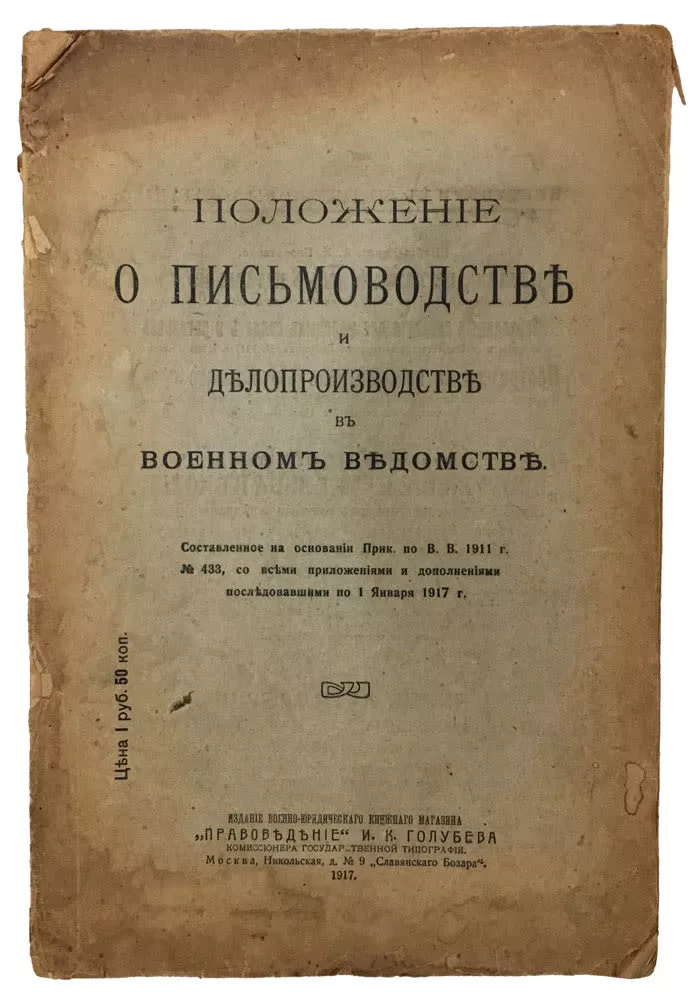 ПОЛОЖЕНІЕ
О ПИСЬМОВОДСТВѢ
и
ДѢЛОПРОИЗВОДСТВѢ
ВЪ
ВОЕННОМЪ ВѢДОМСТВѢ.
Составленное на основаніи Прик. по В. В. 1911 г.
№ 433, со всѣми приложеніями и дополненіями
послѣдовавшими по 1 Января 1917 г.
Цѣна 1 руб. 50 коп.
ИЗДАНІЕ ВОЕННО-ЮРИДИЧЕСКАГО КНИЖНАГО МАГАЗИНА
„ПРАВОВѢДѢНІЕ“ И. К. ГОЛУБЕВА
КОМИССІОНЕРА ГОСУДАРСТВЕННОЙ ТИПОГРАФІИ.
Москва, Никольская, д. № 9 „Славянскаго Бозара“.
1917.